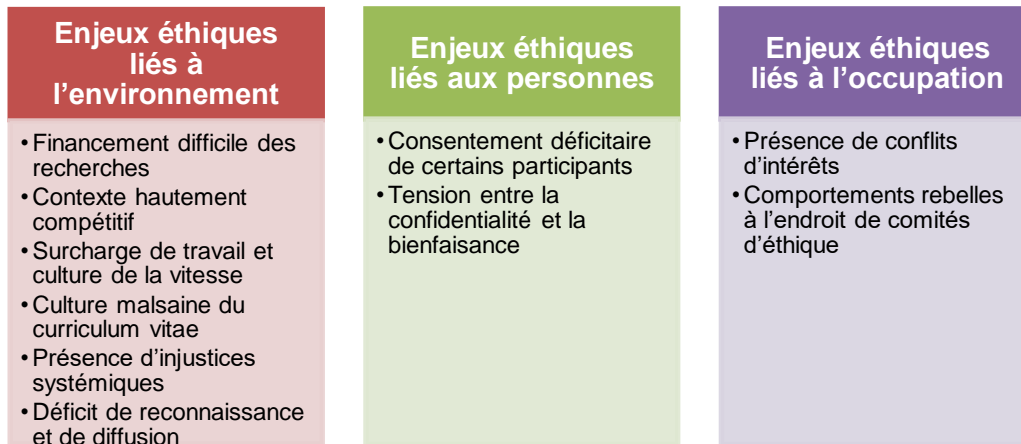 Enjeux éthiques
liés à
l’environnement
• Financement difficile des
recherches
• Contexte hautement
compétitif
• Surcharge de travail et
culture de la vitesse
• Culture malsaine du
curriculum vitae
• Présence d’injustices
systémiques
• Déficit de reconnaissance
et de diffusion
Enjeux éthiques
liés aux personnes
• Consentement déficitaire
de certains participants
• Tension entre la
confidentialité et la
bienfaisance
Enjeux éthiques
liés à l’occupation
• Présence de conflits
d’intérêts
• Comportements rebelles
à l’endroit de comités
d’éthique